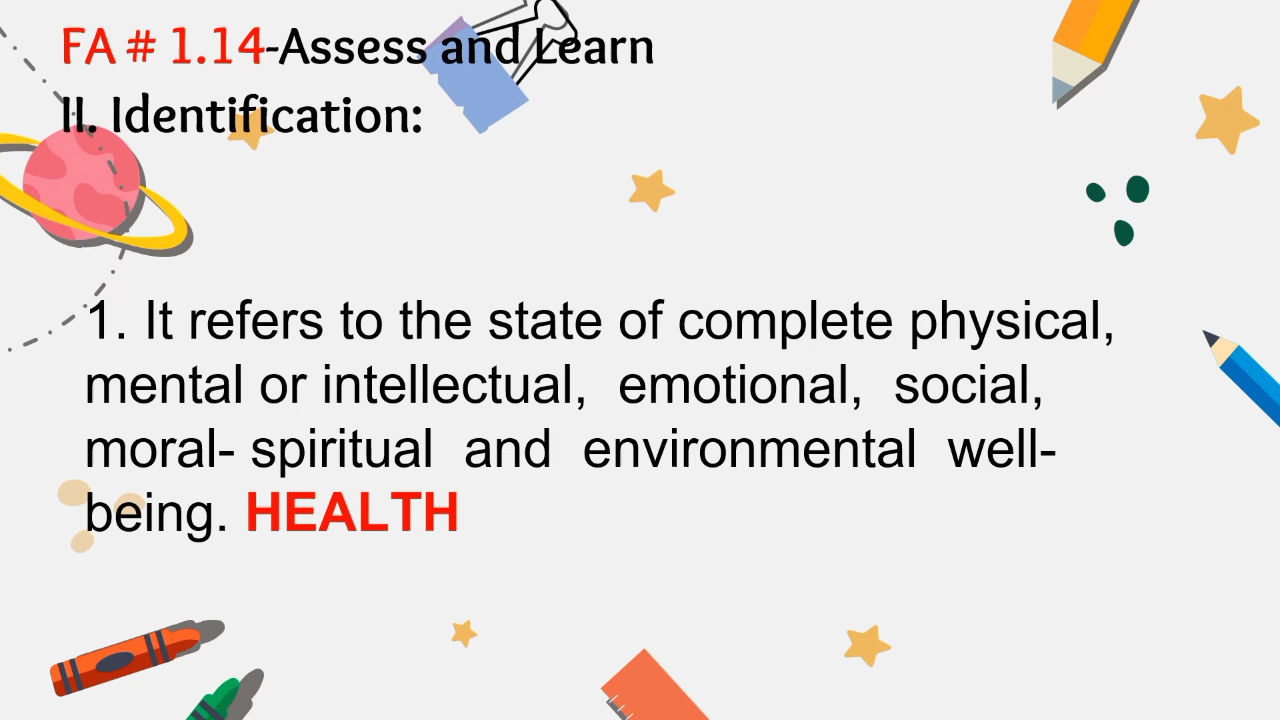 FA # 1.14-Assess and Learn
II. Identification:
1. It refers to the state of complete physical,
mental or intellectual, emotional, social,
moral- spiritual and environmental well-
being. HEALTH